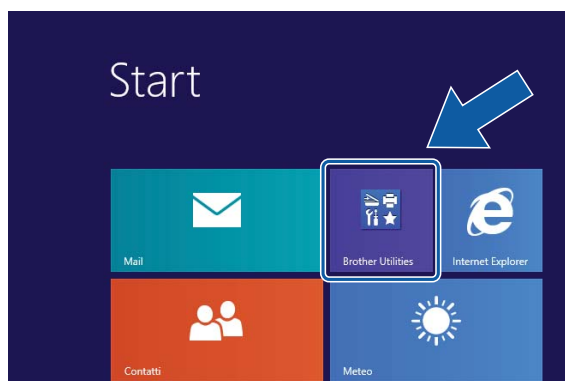 Start
Mail
Brother Utilities
Internet Explorer
Contatti
Meteo